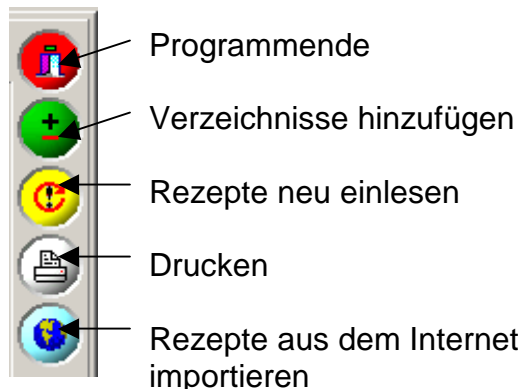 Programmende
Verzeichnisse hinzufügen
Rezepte neu einlesen
Drucken
Rezepte aus dem Internet
importieren